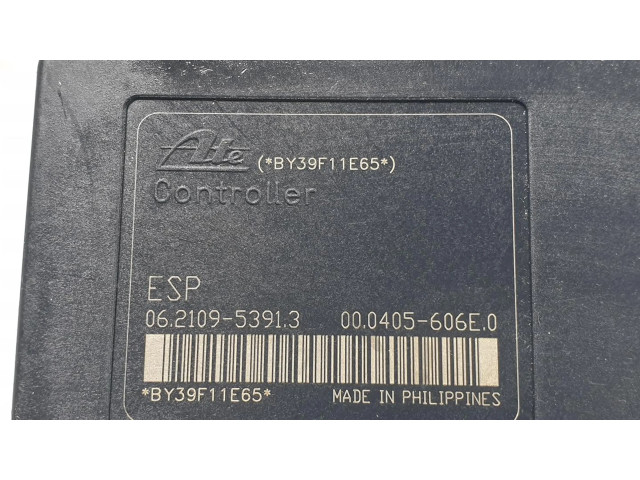 Ate (*BY39F11E65*)
Controller
ESP
06.2109-5391.3 00.0405-606E.0
*BY39F11E65* MADE IN PHILIPPINES